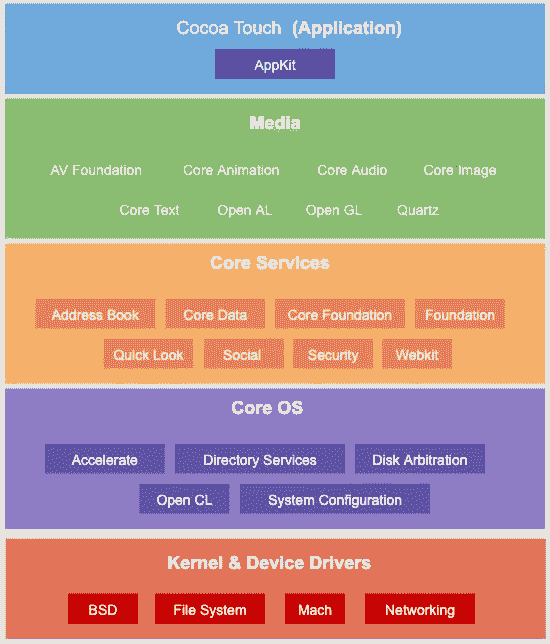 Cocoa Touch (Application)
AppKit
Media
AV Foundation Core Animation Core Audio Core Image
Core Text Open AL Open GL Quartz
Core Services
Address Book Core Data Core Foundation Foundation
Quick Look Social Security Webkit
Core OS
Accelerate Directory Services Disk Arbitration
Open CL System Configuration
Kernel & Device Drivers
BSD File System Mach Networking